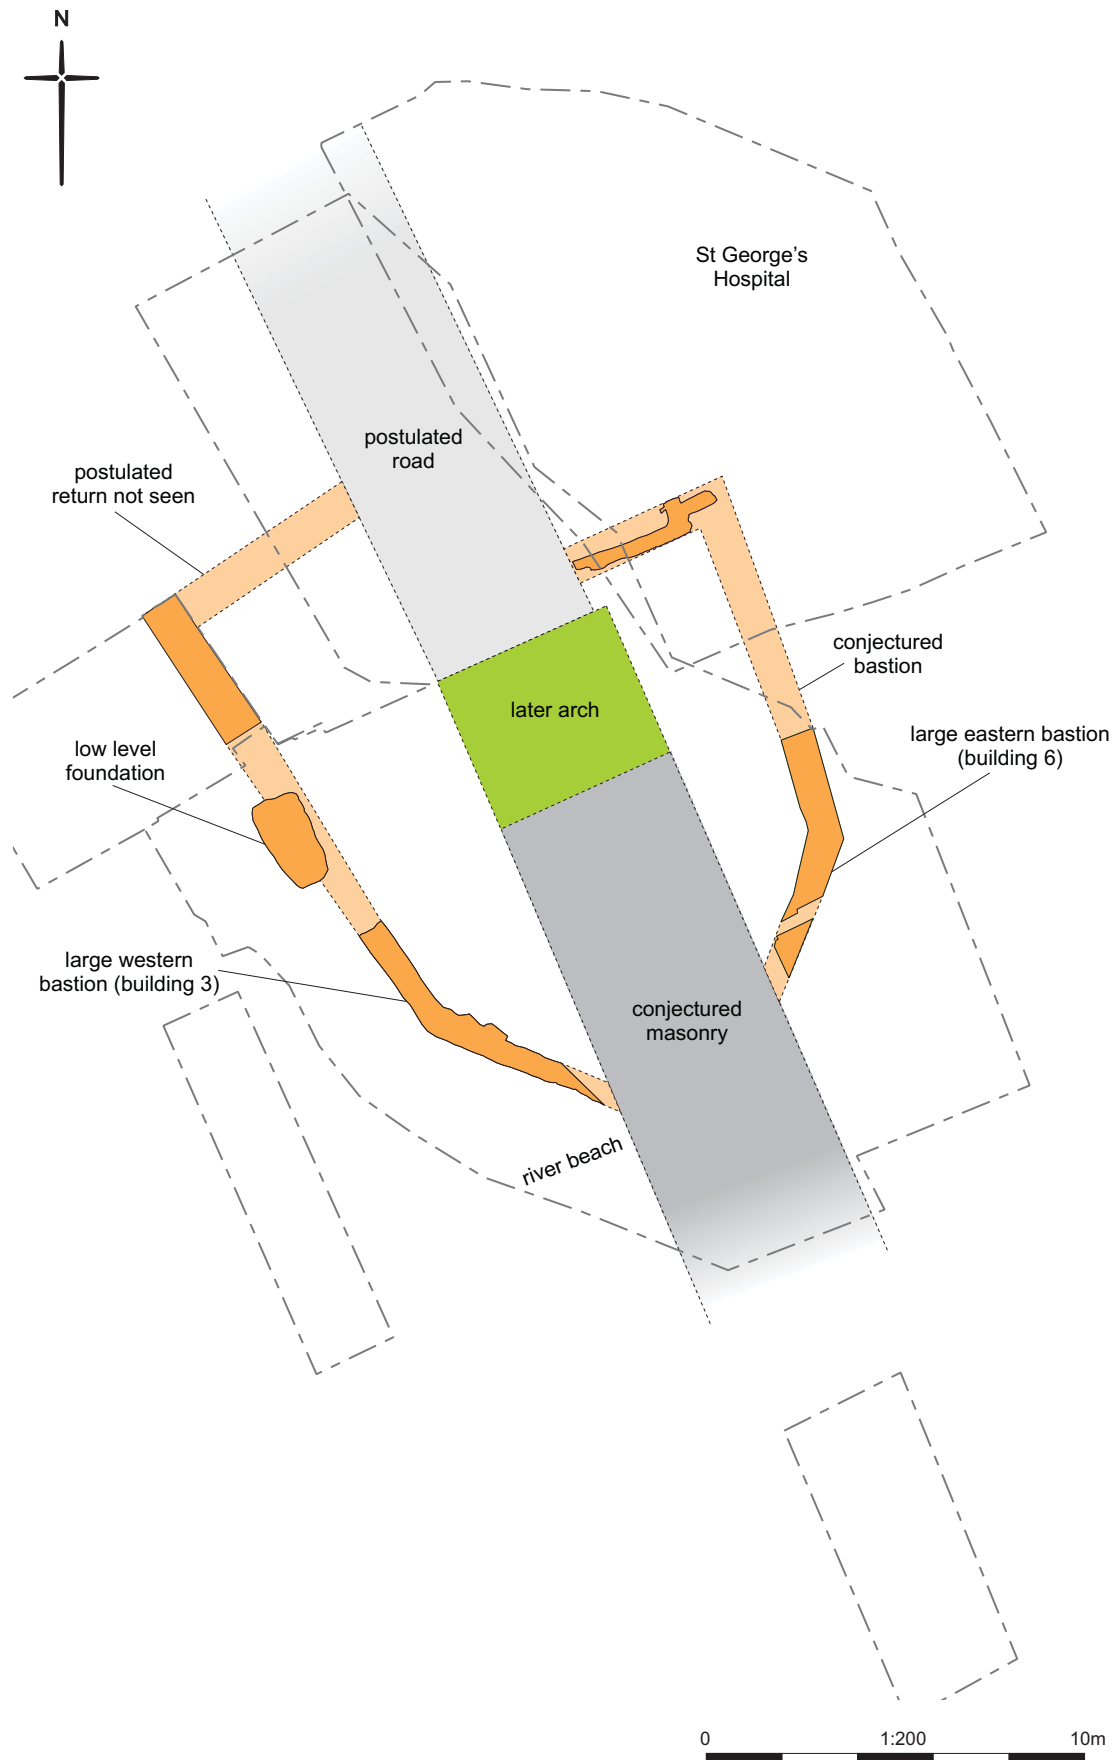 N
St George’s
Hospital
postulated
road
postulated
return not seen
conjectured
bastion
later arch
large eastern bastion
(building 6)
low level
foundation
large western
bastion (building 3)
conjectured
masonry
river beach
0 1:200 10m